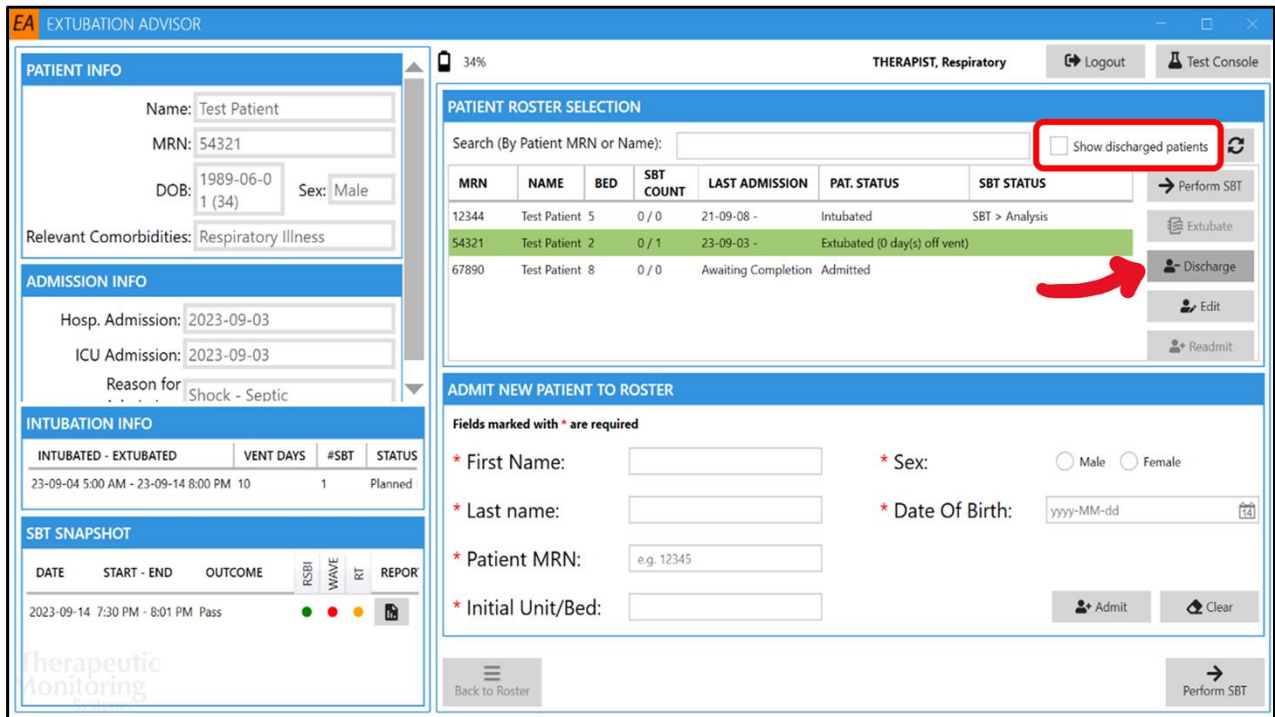 EA EXTUBATION ADVISOR
PATIENT INFO
Name: Test Patient
MRN: 54321
DOB: 1989-06-0
1 (34)
Sex: Male
Relevant Comorbidities: Respiratory Illness
ADMISSION INFO
Hosp. Admission: 2023-09-03
ICU Admission: 2023-09-03
Reason for
Shock - Septic
INTUBATION INFO
INTUBATED - EXTUBATED VENT DAYS #SBT STATUS
23-09-04 5:00 AM - 23-09-14 8:00 PM 10 1 Planned
SBT SNAPSHOT
DATE START - END OUTCOME RSBI WAVE RT REPOR
2023-09-14 7:30 PM - 8:01 PM Pass
Therapeutic
Monitoring
Systems
34% THERAPIST, Respiratory Logout Test Console
PATIENT ROSTER SELECTION
Search (By Patient MRN or Name): Show discharged patients
MRN NAME BED SBT COUNT LAST ADMISSION PAT. STATUS SBT STATUS
12344 Test Patient 5 0 / 0 21-09-08 - Intubated SBT > Analysis
54321 Test Patient 2 0 / 1 23-09-03 - Extubated (0 day(s) off vent)
67890 Test Patient 8 0 / 0 Awaiting Completion Admitted
Perform SBT
Extubate
Discharge
Edit
Readmit
ADMIT NEW PATIENT TO ROSTER
Fields marked with * are required
* First Name: * Sex: Male Female
* Last name: * Date Of Birth: yyyy-MM-dd 14
* Patient MRN: e.g. 12345
* Initial Unit/Bed: Admit Clear
Back to Roster Perform SBT